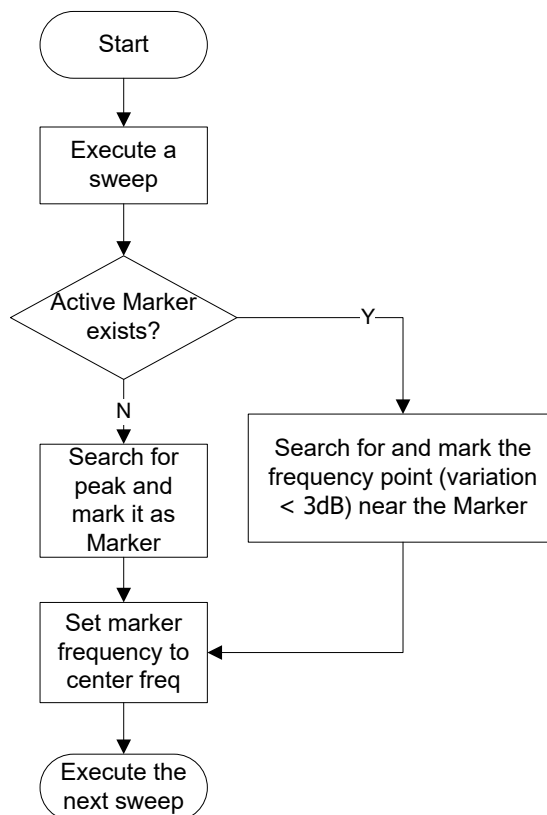 Start
Execute a
sweep
Active Marker
exists?
Y
N
Search for
peak and
mark it as
Marker
Search for and mark the
frequency point (variation
< 3dB) near the Marker
Set marker
frequency to
center freq
Execute the
next sweep